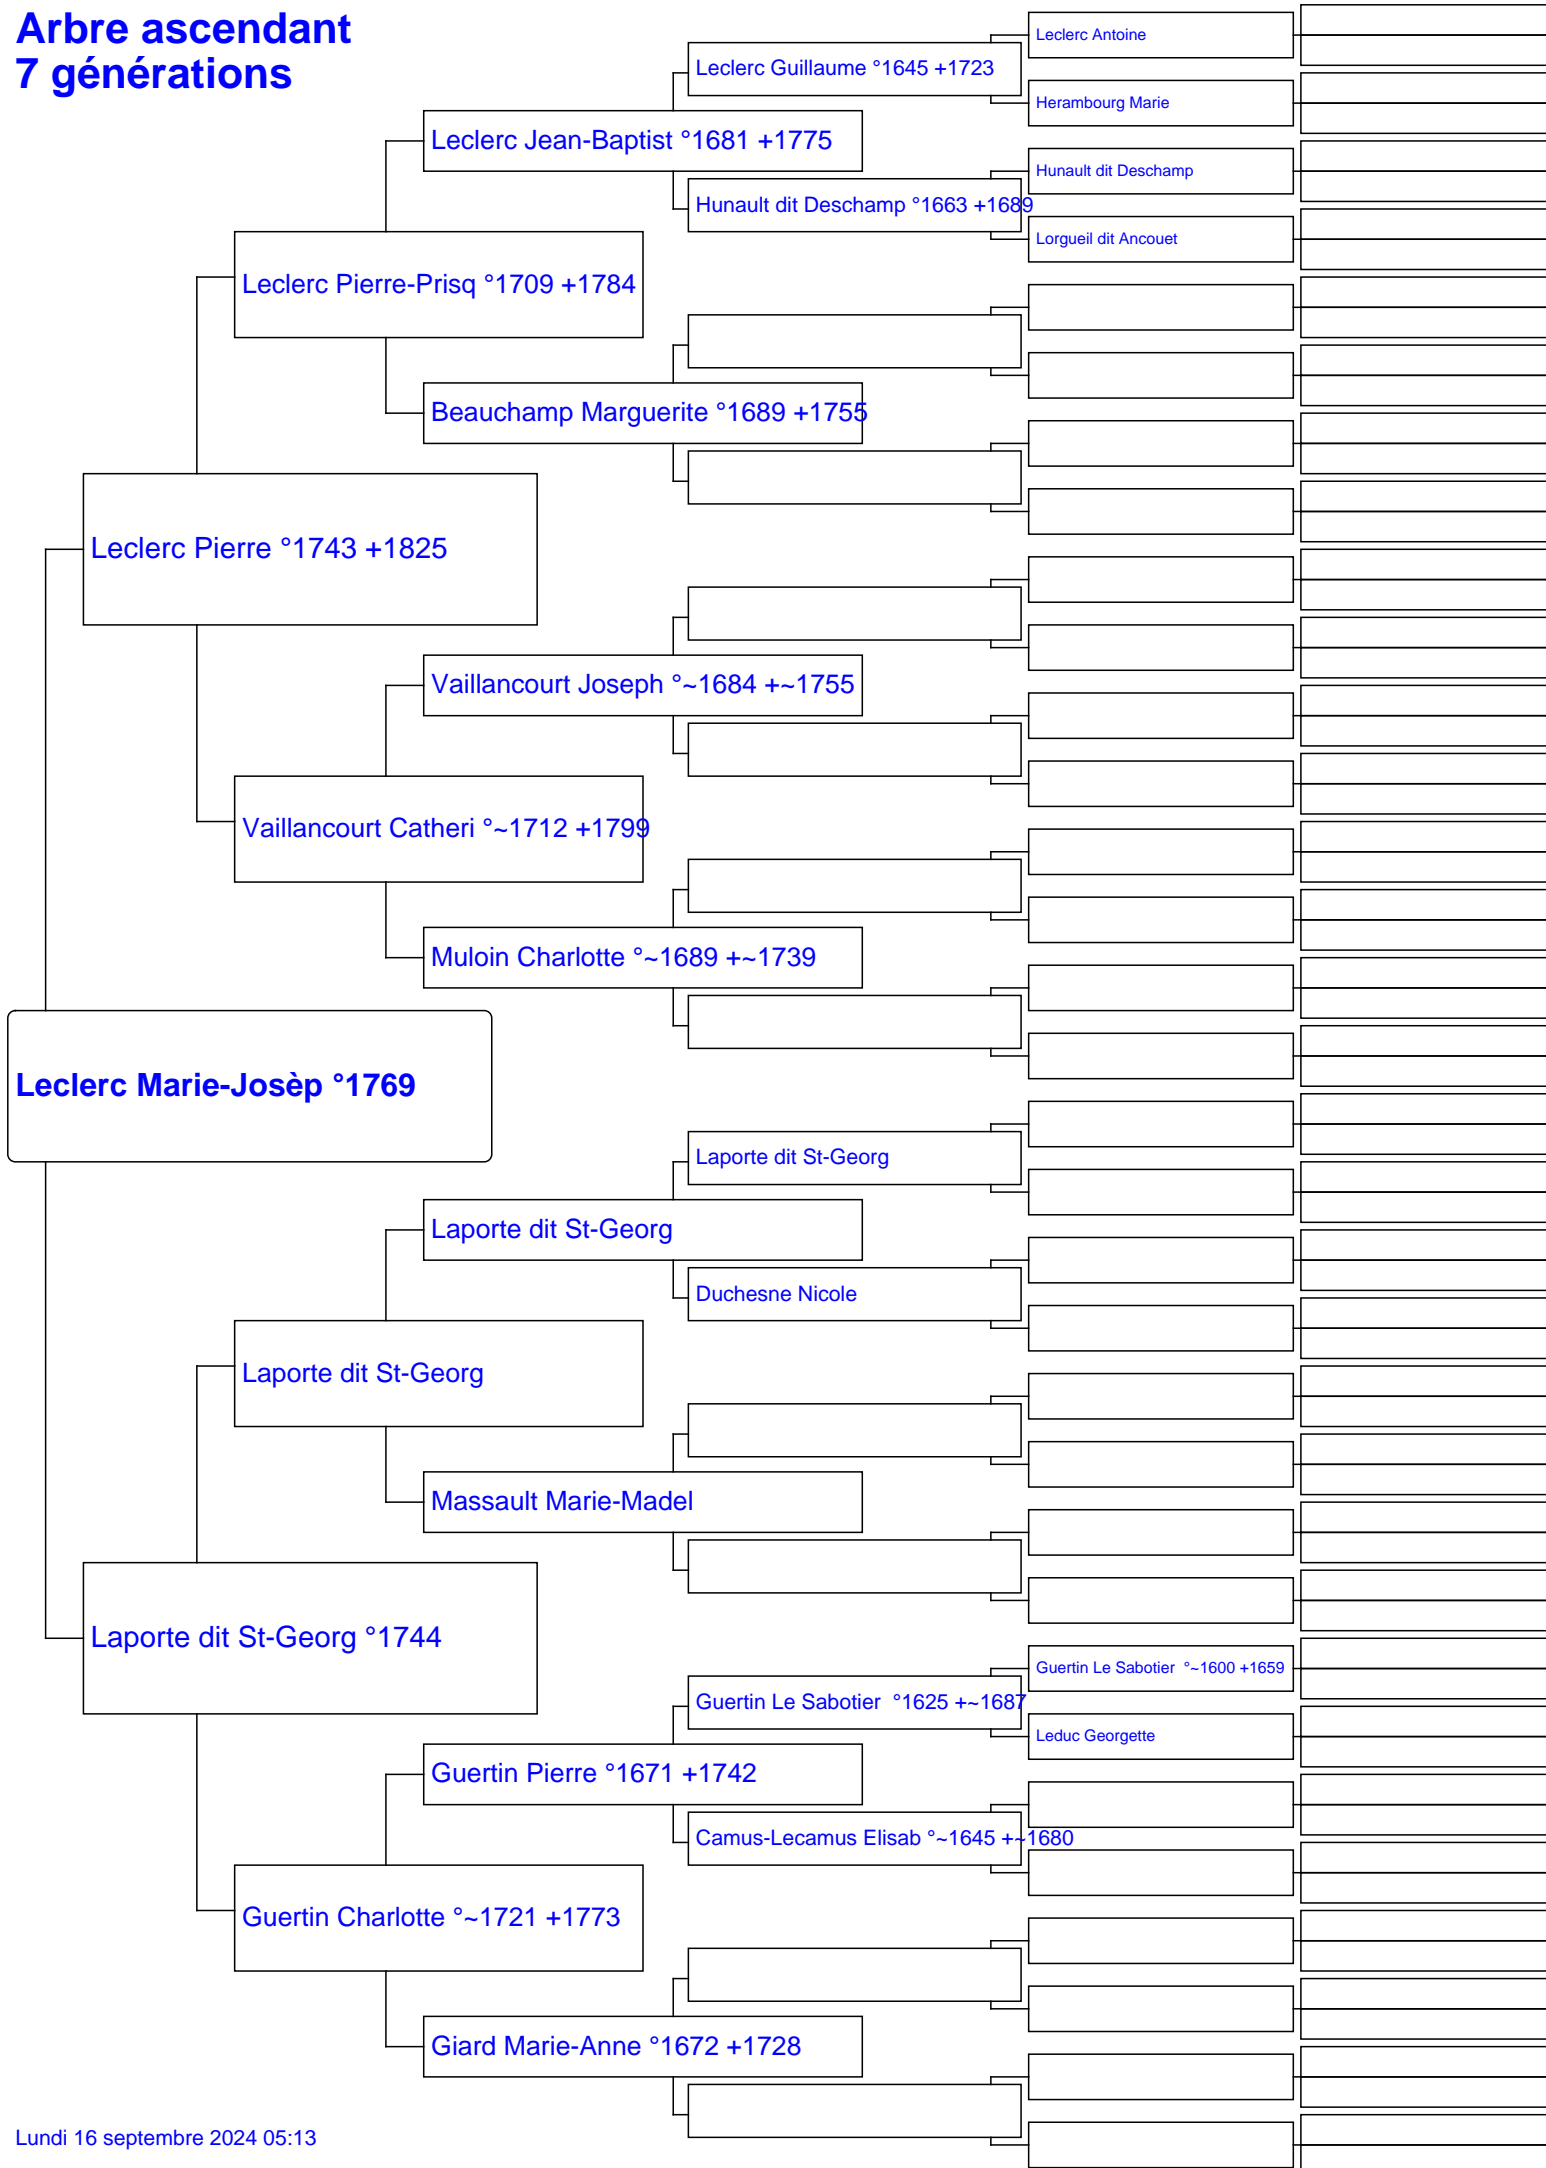 Arbre ascendant
7 générations
Leclerc Antoine
Leclerc Guillaume °1645 +1723
Herambourg Marie
Leclerc Jean-Baptist °1681 +1775
Hunault dit Deschamp
Hunault dit Deschamp °1663 +1689
Lorgueil dit Ancouet
Leclerc Pierre-Prisq °1709 +1784
Beauchamp Marguerite °1689 +1755
Leclerc Pierre °1743 +1825
Vaillancourt Joseph °~1684 +~1755
Vaillancourt Catheri °~1712 +1799
Muloin Charlotte °~1689 +~1739
Leclerc Marie-Josèp °1769
Laporte dit St-Georg
Laporte dit St-Georg
Duchesne Nicole
Laporte dit St-Georg
Massault Marie-Madel
Laporte dit St-Georg °1744
Guertin Le Sabotier  °~1600 +1659
Guertin Le Sabotier  °1625 +~1687
Leduc Georgette
Guertin Pierre °1671 +1742
Camus-Lecamus Elisab °~1645 +~1680
Guertin Charlotte °~1721 +1773
Giard Marie-Anne °1672 +1728
Lundi 16 septembre 2024 05:13